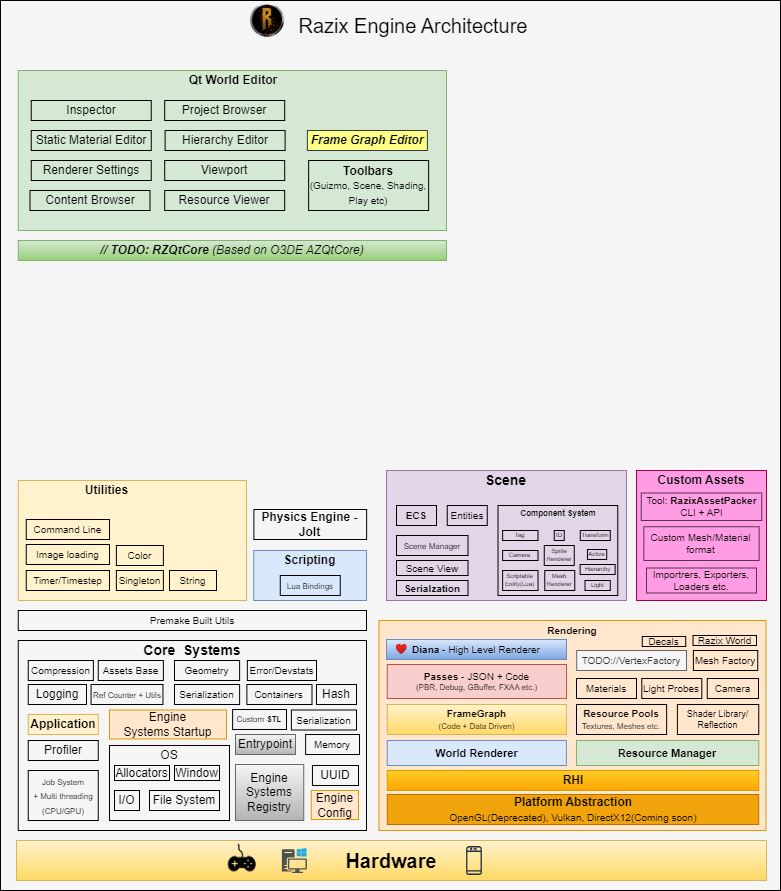 Razix Engine Architecture
Qt World Editor
Inspector
Project Browser
Static Material Editor
Hierarchy Editor
Frame Graph Editor
Renderer Settings
Viewport
Toolbars
(Guizmo, Scene, Shading,
Play etc)
Content Browser
Resource Viewer
// TODO: RZQtCore (Based on O3DE AZQtCore)
Utilities
Command Line
Image loading
Color
Timer/Timestep
Singleton
String
Physics Engine -
Jolt
Scripting
Lua Bindings
Scene
ECS
Entities
Scene Manager
Scene View
Serialzation
Component System
Tag
ID
Transform
Camera
Sprite
Renderer
Active
Hierarchy
Scriptable
Entity(Lua)
Mesh
Renderer
Light
Custom Assets
Tool: RazixAssetPacker
CLI + API
Custom Mesh/Material
format
Importrers, Exporters,
Loaders etc.
Premake Built Utils
Core Systems
Compression
Assets Base
Geometry
Error/Devstats
Logging
Ref Counter + Utils
Serialization
Containers
Hash
Application
Engine
Systems Startup
Custom STL
Serialization
Profiler
OS
Entrypoint
Memory
Allocators
Window
I/O
File System
Job System
+ Multi threading
(CPU/GPU)
Engine
Systems
Registry
UUID
Engine
Config
Rendering
Diana - High Level Renderer
Decals
Razix World
TODO://VertexFactory
Mesh Factory
Passes - JSON + Code
(PBR, Debug, GBuffer, FXAA etc.)
Materials
Light Probes
Camera
FrameGraph
(Code + Data Driven)
Resource Pools
Textures, Meshes etc.
Shader Library/
Reflection
World Renderer
Resource Manager
RHI
Platform Abstraction
OpenGL(Deprecated), Vulkan, DirectX12(Coming soon)
Hardware